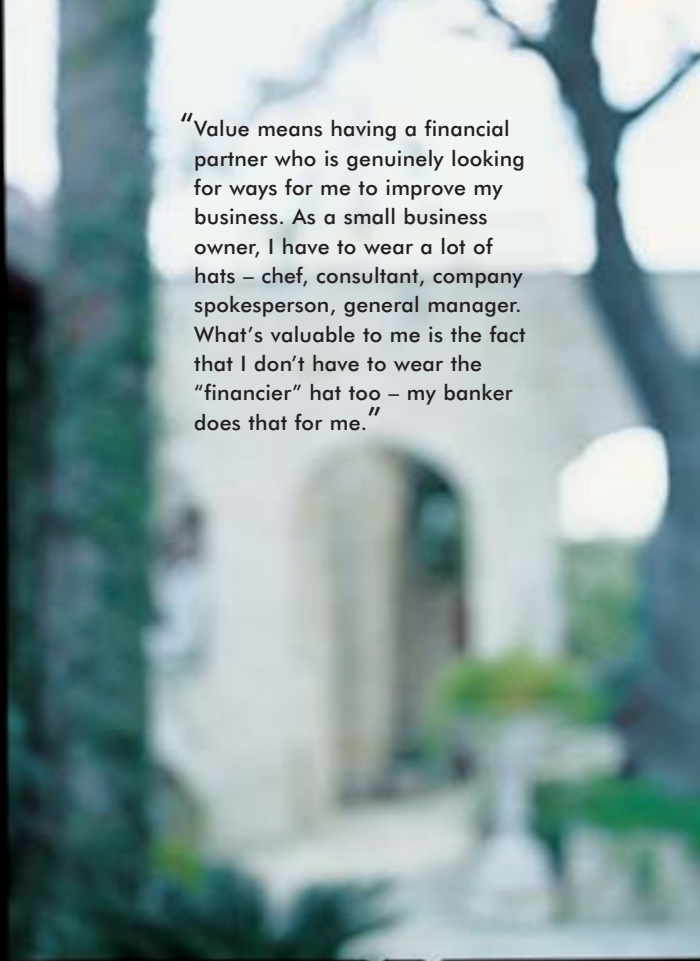 “Value means having a financial
partner who is genuinely looking
for ways for me to improve my
business. As a small business
owner, I have to wear a lot of
hats – chef, consultant, company
spokesperson, general manager.
What’s valuable to me is the fact
that I don’t have to wear the
“financier” hat too – my banker
does that for me.”